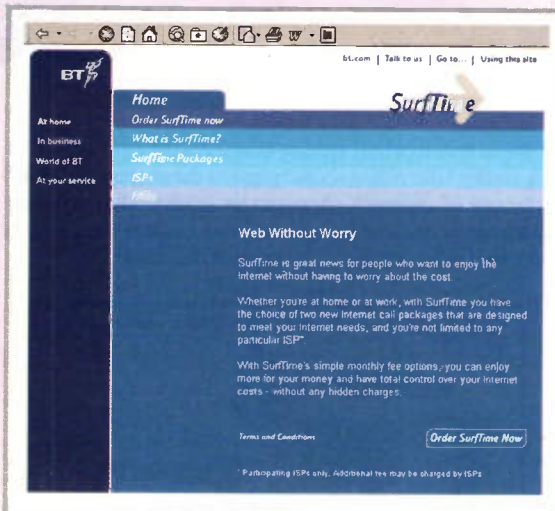 bt.com | Talk to us | Go to... | Using this site
BT
SurfTi e
Home
Order SurfTime now
What is SurfTime?
SurfTime Packages
ISPs
FAQs
At home
In business
World of BT
At your service
Web Without Worry
SurfTime is great news for people who want to enjoy the
Internet without having to worry about the cost.
Whether you're at home or at work, with SurfTime you have
the choice of two new Internet call packages that are designed
to meet your Internet needs, and you're not limited to any
particular ISP*.
With SurfTime's simple monthly fee options, you can enjoy
more for your money and have total control over your Internet
costs - without any hidden charges.
Terms and Conditions
Order SurfTime Now
* Participating ISPs only. Additional fee may be charged by ISPs